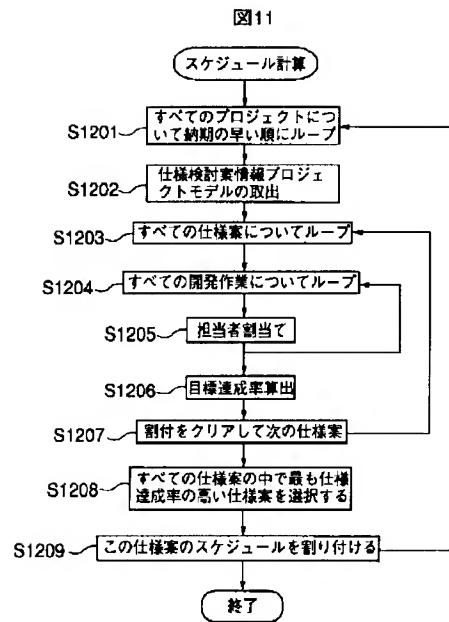 図11
スケジュール計算
S1201
すべてのプロジェクトにつ
いて納期の早い順にループ
S1202
仕様検討案情報プロジェ
クトモデルの取出
S1203
すべての仕様案についてループ
S1204
すべての開発作業についてループ
S1205
担当者割当て
S1206
目標達成率算出
S1207
割付をクリアして次の仕様案
S1208
すべての仕様案の中で最も仕様
達成率の高い仕様案を選択する
S1209
この仕様案のスケジュールを割り付ける
終了